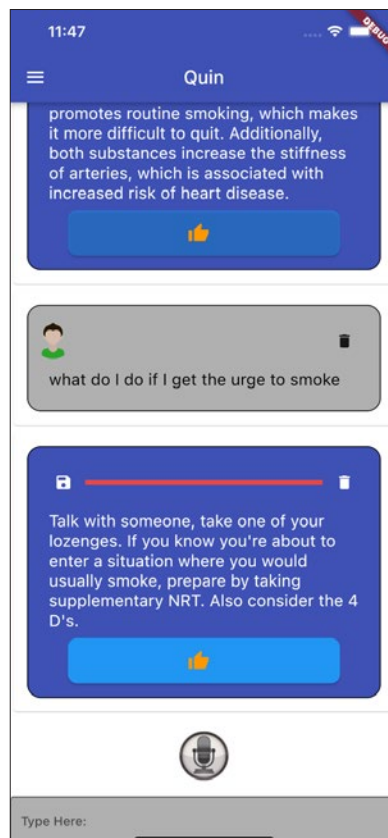 11:47
DEBUG
Quin
promotes routine smoking, which makes
it more difficult to quit. Additionally,
both substances increase the stiffness
of arteries, which is associated with
increased risk of heart disease.
what do I do if I get the urge to smoke
Talk with someone, take one of your
lozenges. If you know you're about to
enter a situation where you would
usually smoke, prepare by taking
supplementary NRT. Also consider the 4
D's.
Type Here: